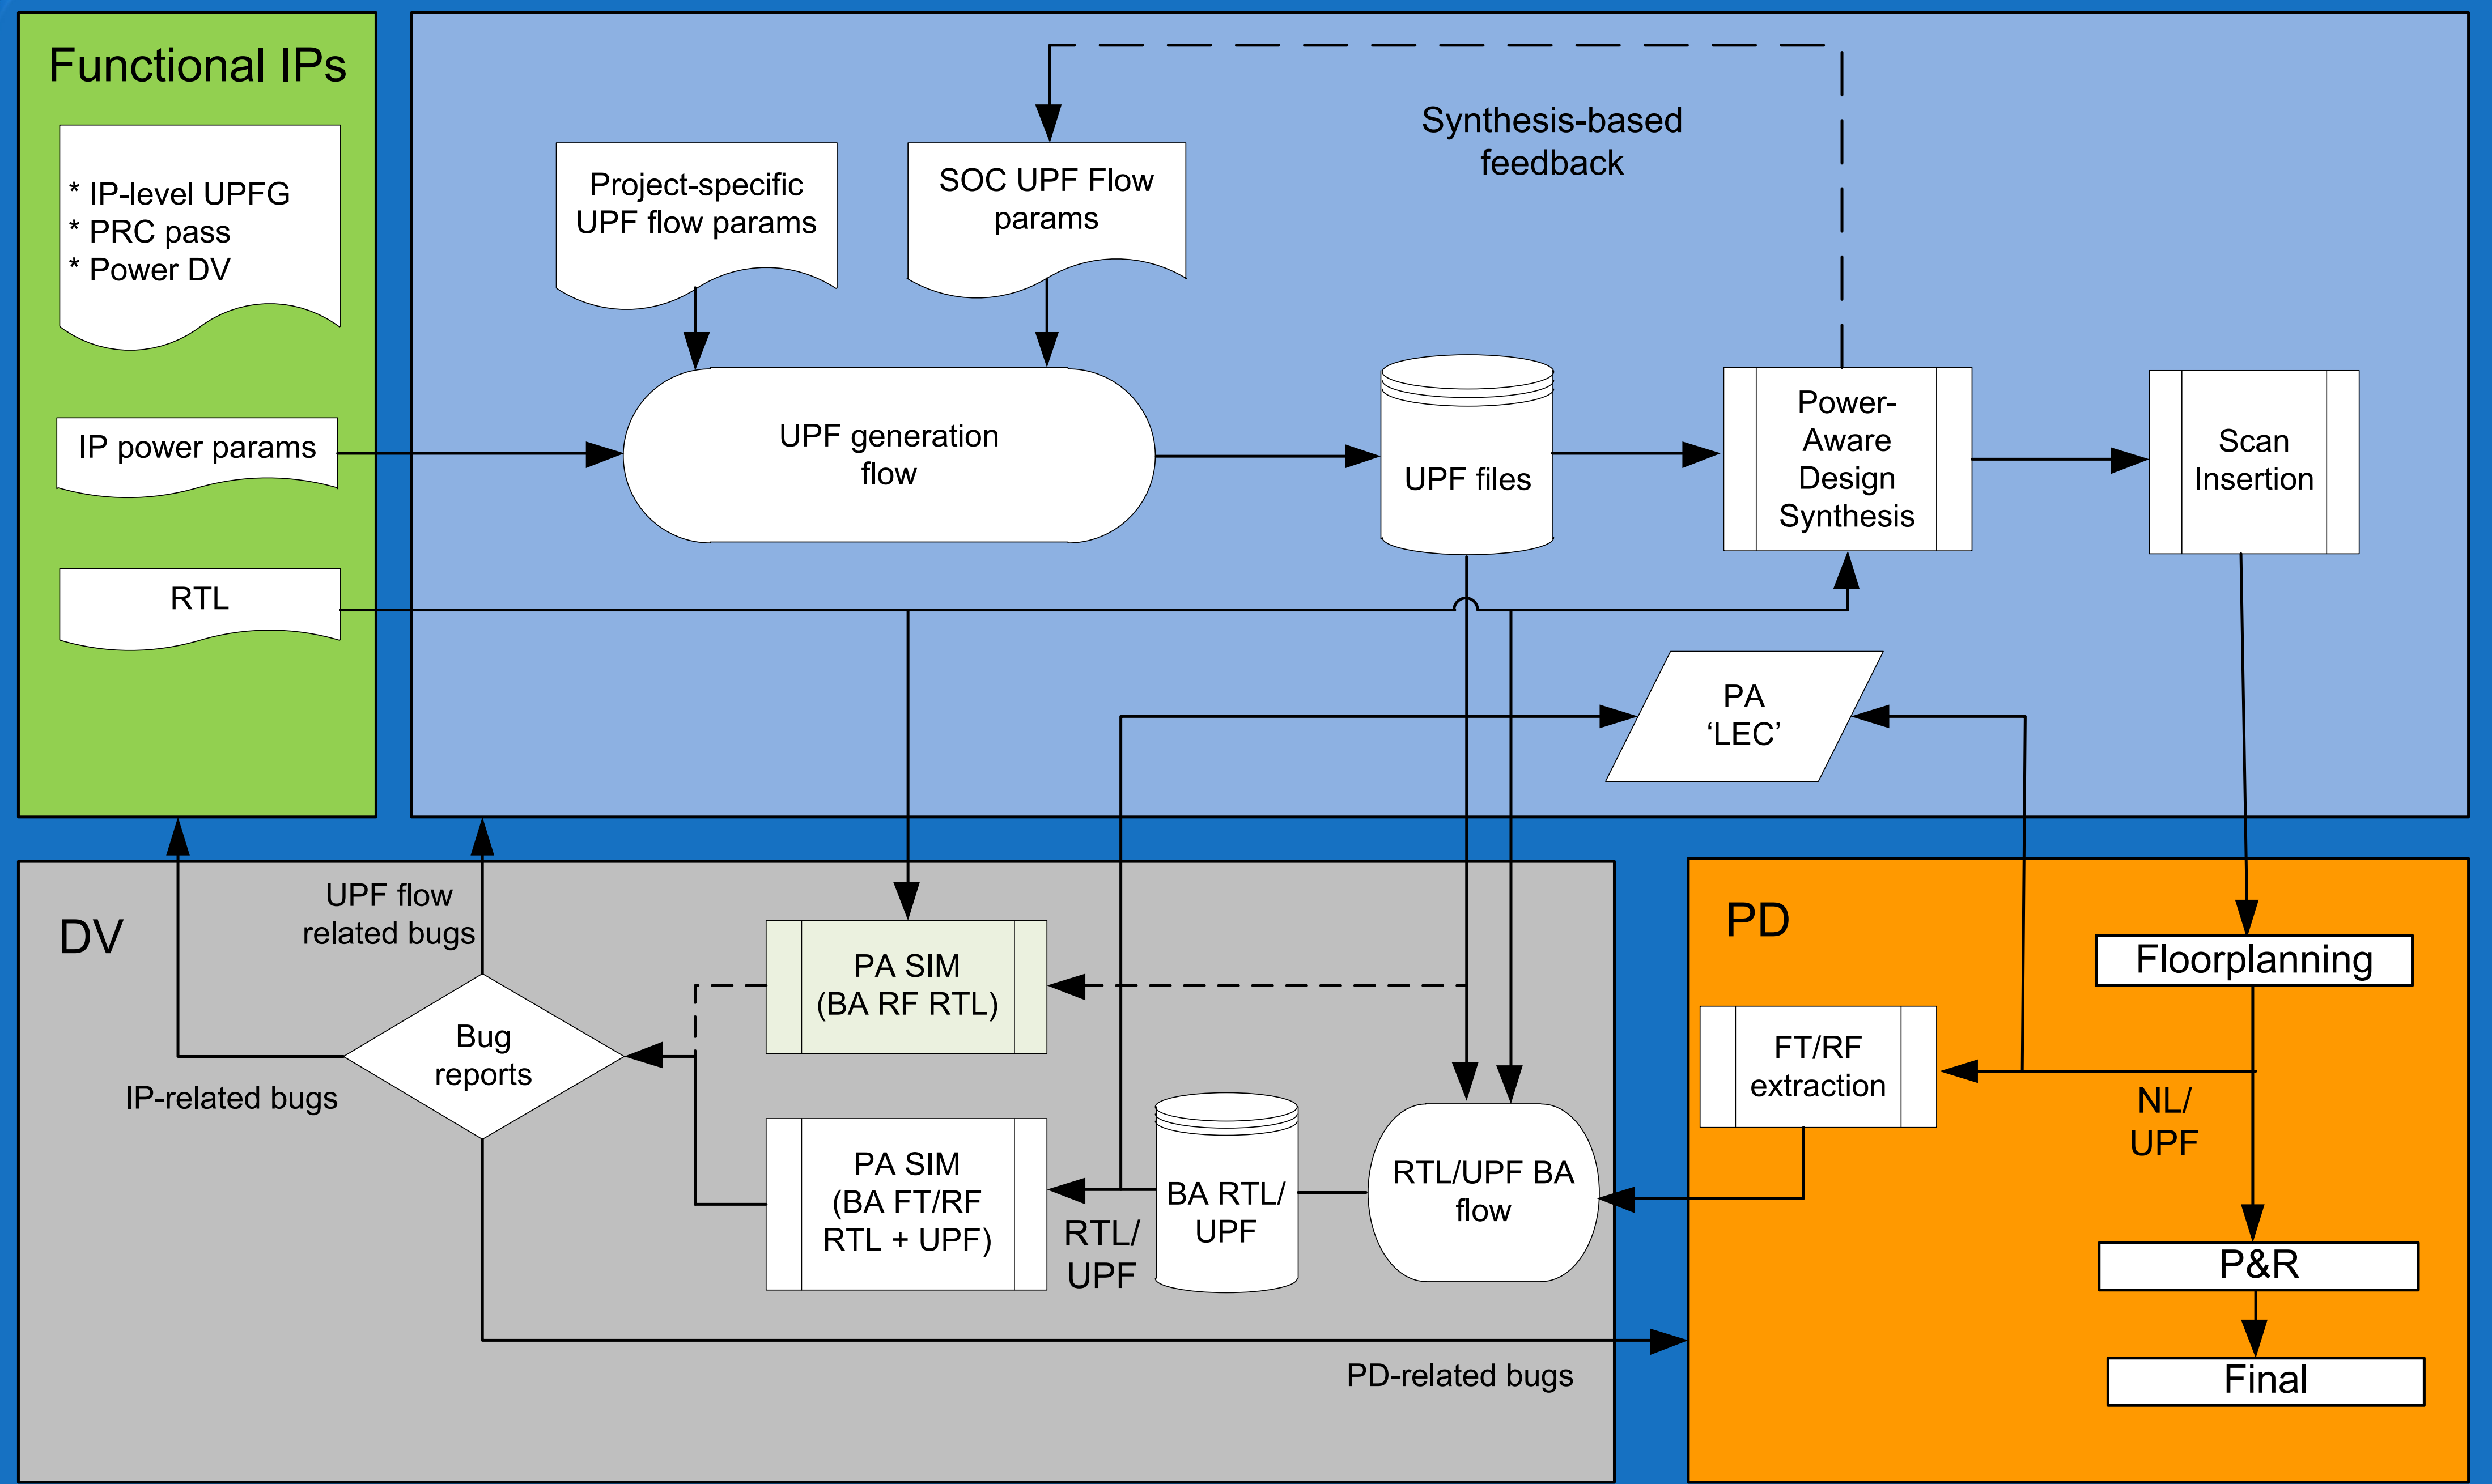 Functional IPs
* IP-level UPFG
* PRC pass
* Power DV
IP power params
RTL
Project-specific
UPF flow params
SOC UPF Flow
params
Synthesis-based
feedback
UPF generation
flow
UPF files
Power-
Aware
Design
Synthesis
Scan
Insertion
PA
‘LEC’
DV
UPF flow
related bugs
Bug
reports
IP-related bugs
PA SIM
(BA RF RTL)
PA SIM
(BA FT/RF
RTL + UPF)
RTL/
UPF
BA RTL/
UPF
RTL/UPF BA
flow
PD-related bugs
PD
Floorplanning
FT/RF
extraction
NL/
UPF
P&R
Final